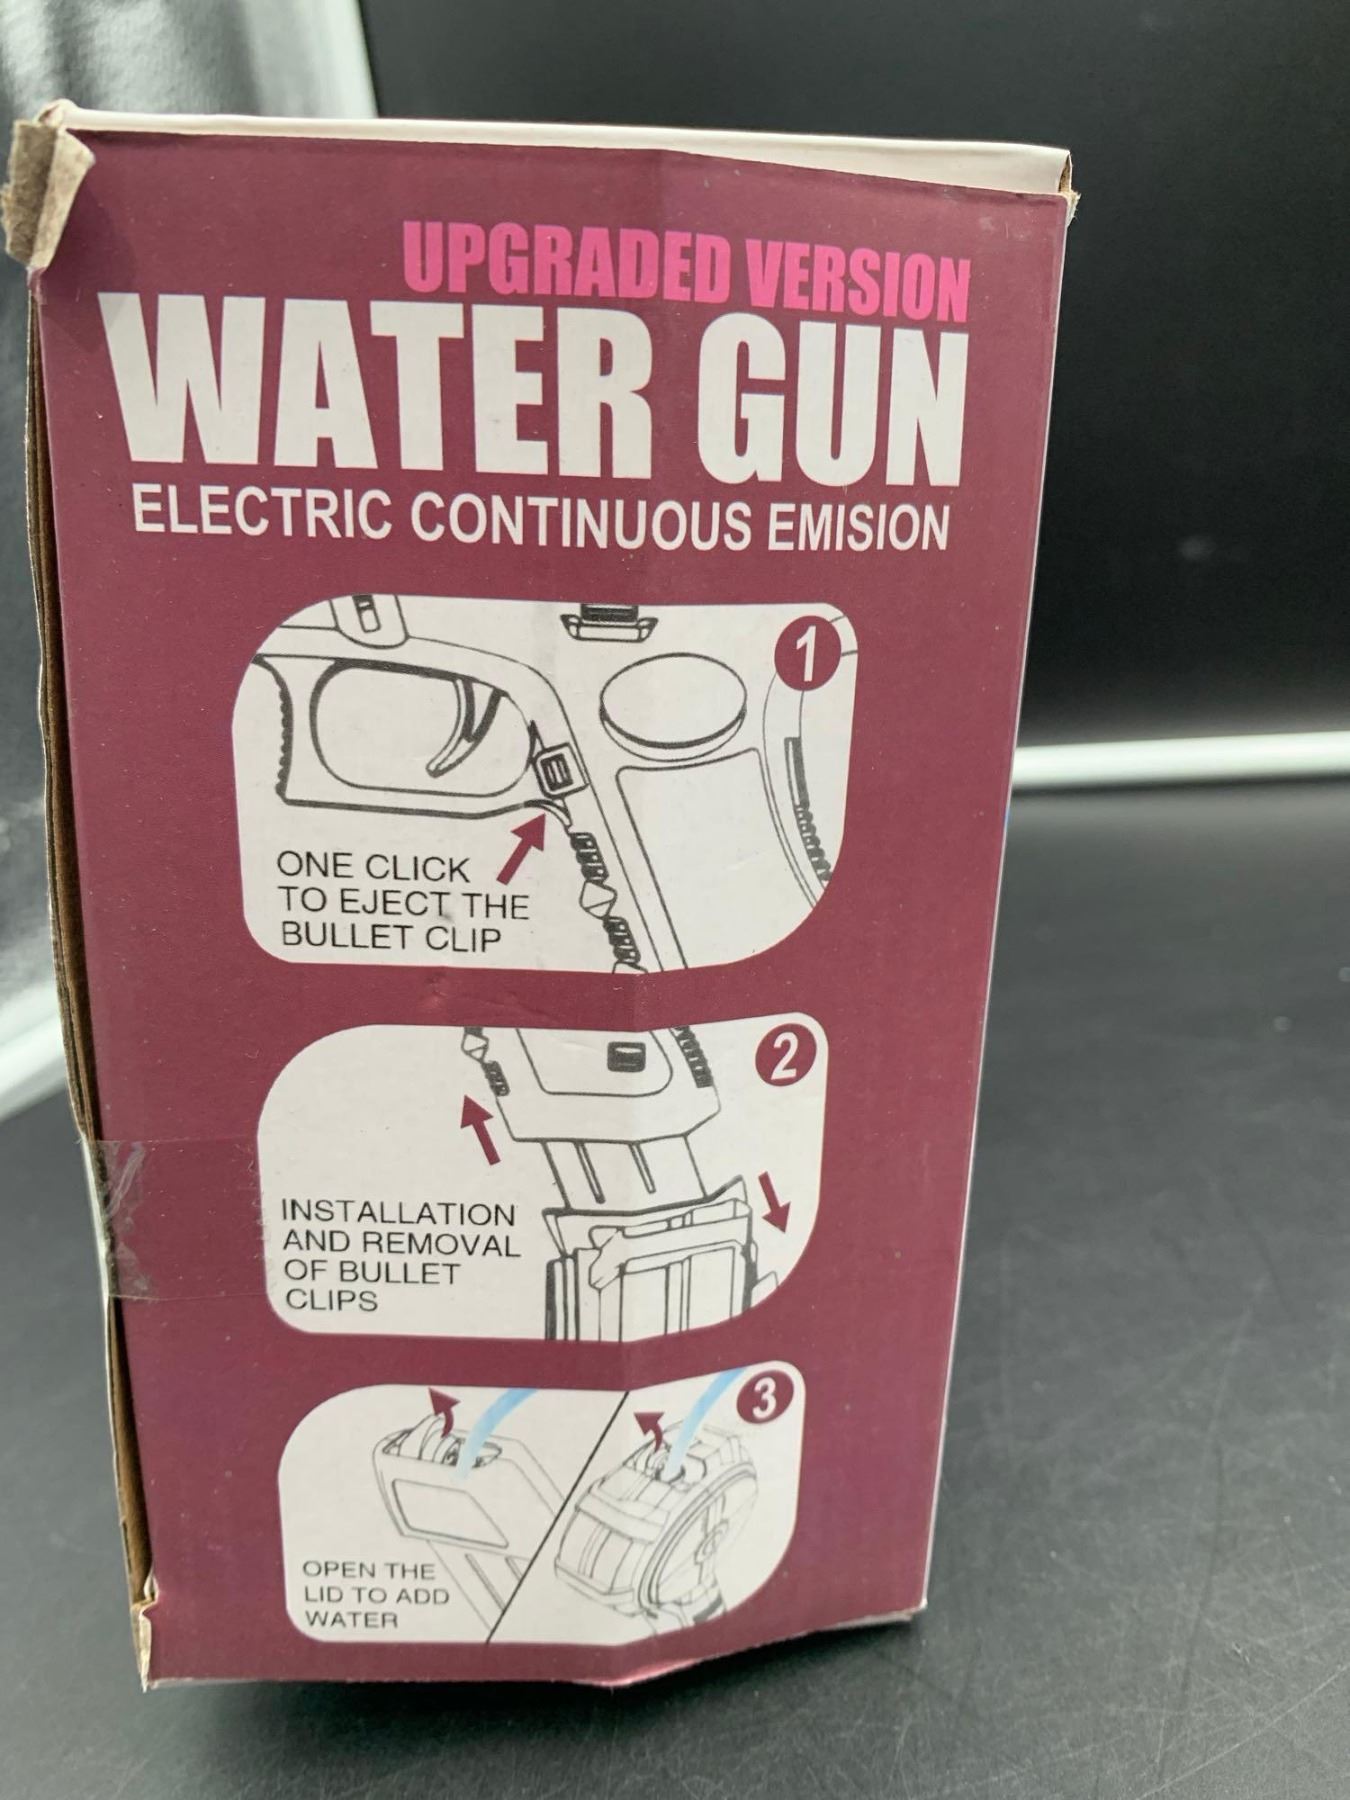 UPGRADED VERSION
WATER GUN
ELECTRIC CONTINUOUS EMISION
1
ONE CLICK
TO EJECT THE
BULLET CLIP
2
INSTALLATION
AND REMOVAL
OF BULLET
CLIPS
3
OPEN THE
LID TO ADD
WATER